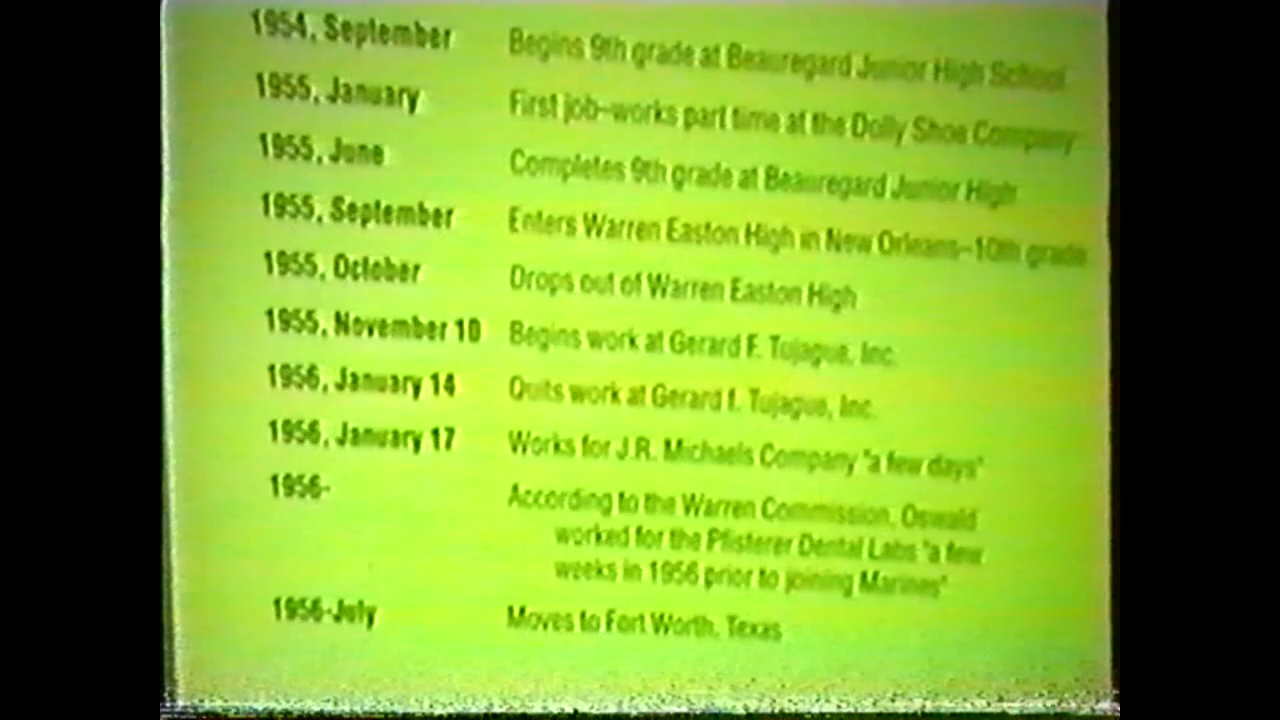 1954, September Begins 9th grade at Beauregard Junior High School
1955, January First job–works part time at the Dolly Shoe Company
1955, June Completes 9th grade at Beauregard Junior High
1955, September Enters Warren Easton High in New Orleans–10th grade
1955, October Drops out of Warren Easton High
1955, November 10 Begins work at Gerard F. Tujague, Inc.
1956, January 14 Quits work at Gerard f. Tujague, Inc.
1956, January 17 Works for J.R. Michaels Company "a few days"
1956- According to the Warren Commission, Oswald
worked for the Pfisterer Dental Labs "a few
weeks in 1956 prior to joining Marines"
1956-July Moves to Fort Worth, Texas